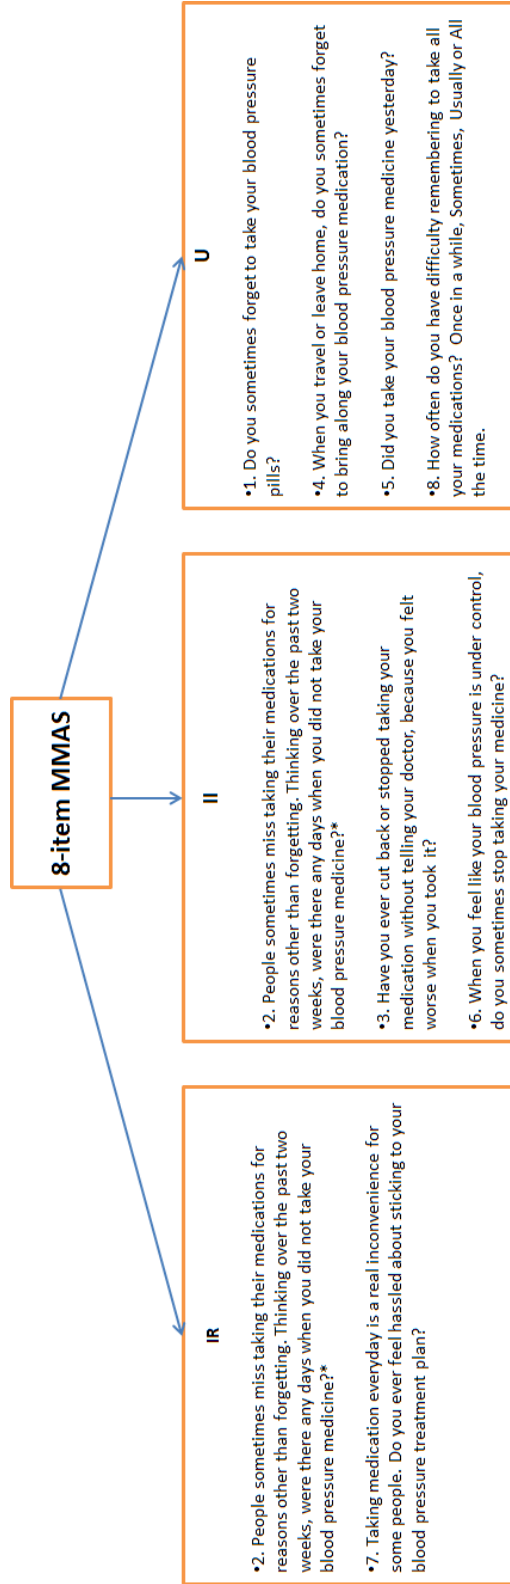 8-item MMAS
IR
•2. People sometimes miss taking their medications for
reasons other than forgetting. Thinking over the past two
weeks, were there any days when you did not take your
blood pressure medicine?*
•7. Taking medication everyday is a real inconvenience for
some people. Do you ever feel hassled about sticking to your
blood pressure treatment plan?
II
•2. People sometimes miss taking their medications for
reasons other than forgetting. Thinking over the past two
weeks, were there any days when you did not take your
blood pressure medicine?*
•3. Have you ever cut back or stopped taking your
medication without telling your doctor, because you felt
worse when you took it?
•6. When you feel like your blood pressure is under control,
do you sometimes stop taking your medicine?
U
•1. Do you sometimes forget to take your blood pressure
pills?
•4. When you travel or leave home, do you sometimes forget
to bring along your blood pressure medication?
•5. Did you take your blood pressure medicine yesterday?
•8. How often do you have difficulty remembering to take all
your medications? Once in a while, Sometimes, Usually or All
the time.